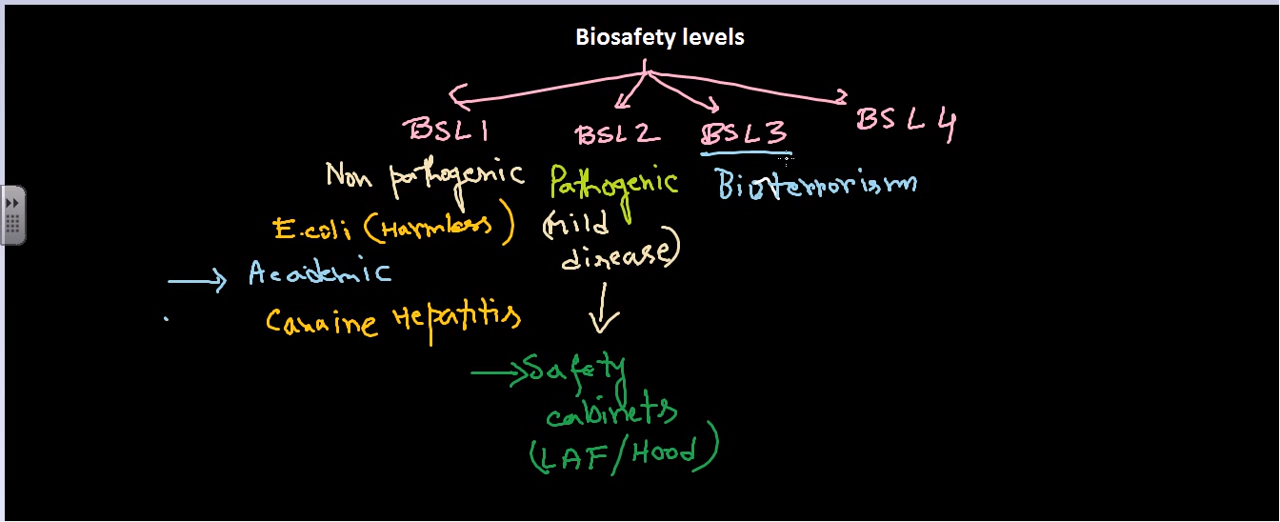 Biosafety levels
BSL1 BSL2 BSL3 BSL4
Non pathogenic Pathogenic Bioterrorism
E.coli (Harmless) (Mild
disease)
Academic
Canaine Hepatitis
Safety
cabinets
(LAF/Hood)